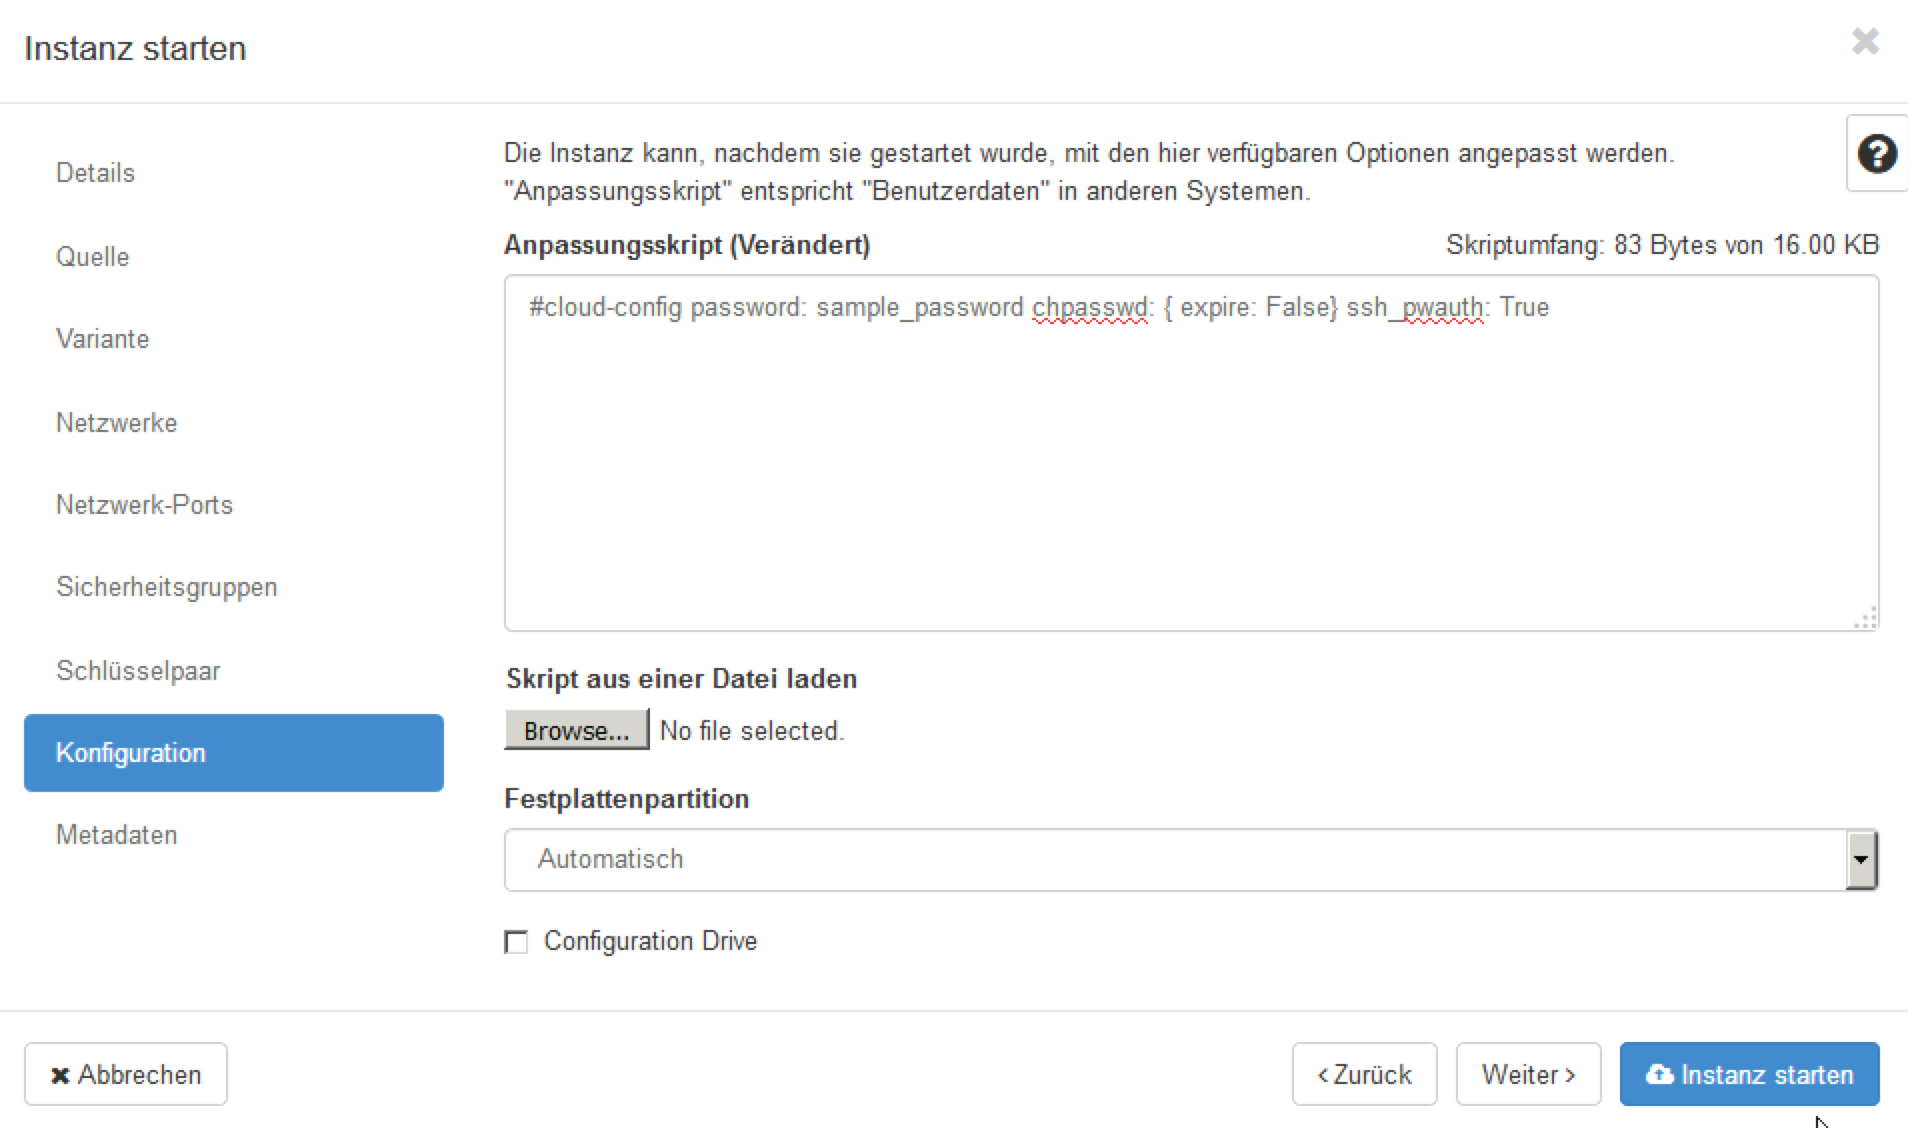 Instanz starten
Details
Quelle
Variante
Netzwerke
Netzwerk-Ports
Sicherheitsgruppen
Schlüsselpaar
Konfiguration
Metadaten
Die Instanz kann, nachdem sie gestartet wurde, mit den hier verfügbaren Optionen angepasst werden.
"Anpassungsskript" entspricht "Benutzerdaten" in anderen Systemen.
Anpassungsskript (Verändert) Skriptumfang: 83 Bytes von 16.00 KB
#cloud-config password: sample_password chpasswd: { expire: False} ssh_pwauth: True
Skript aus einer Datei laden
Browse... No file selected.
Festplattenpartition
Automatisch
Configuration Drive
Abbrechen
‹ Zurück
Weiter ›
Instanz starten